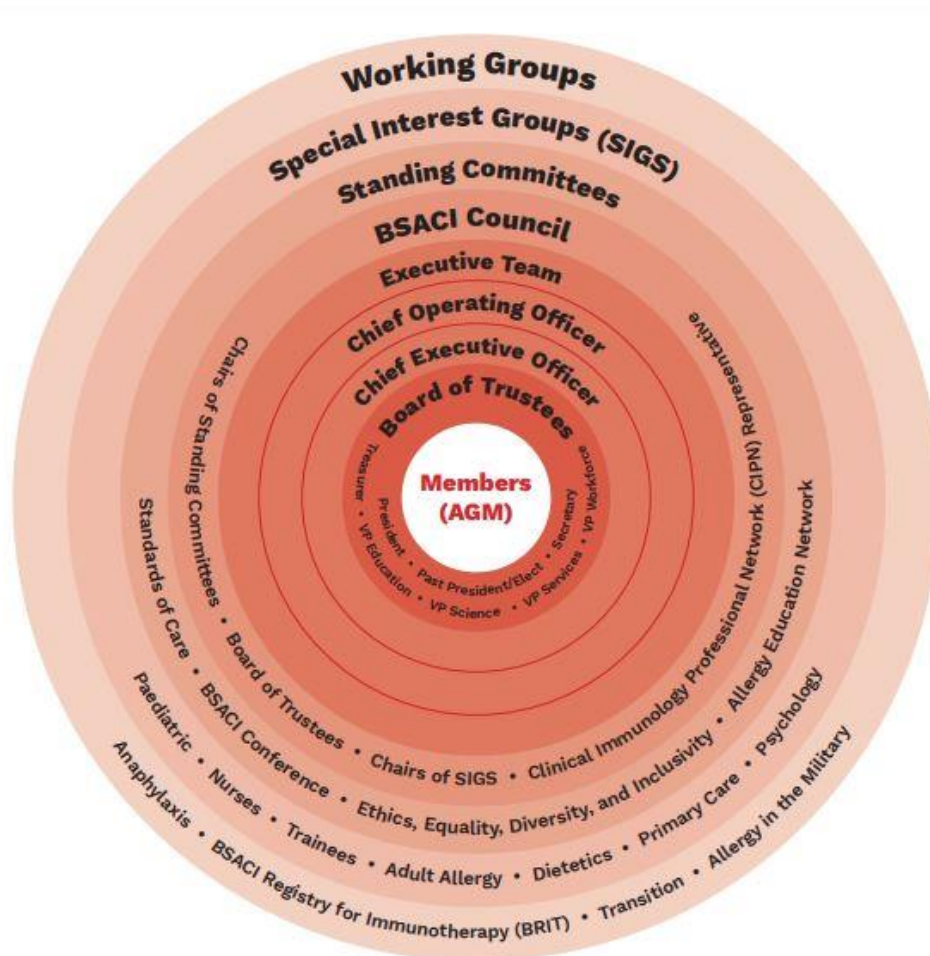 Working Groups
Special Interest Groups (SIGS)
Standing Committees
BSACI Council
Executive Team
Chief Operating Officer
Chief Executive Officer
Board of Trustees
Members
(AGM)
President • Past President/Elect • Secretary
Treasurer • VP Education • VP Science • VP Services • VP Workforce
Chairs of Standing Committees • Board of Trustees • Chairs of SIGS • Clinical Immunology Professional Network (CIPN) Representative
Standards of Care • BSACI Conference • Ethics, Equality, Diversity, and Inclusivity • Allergy Education Network
Paediatric • Nurses • Trainees • Adult Allergy • Dietetics • Primary Care • Psychology
Anaphylaxis • BSACI Registry for Immunotherapy (BRIT) • Transition • Allergy in the Military